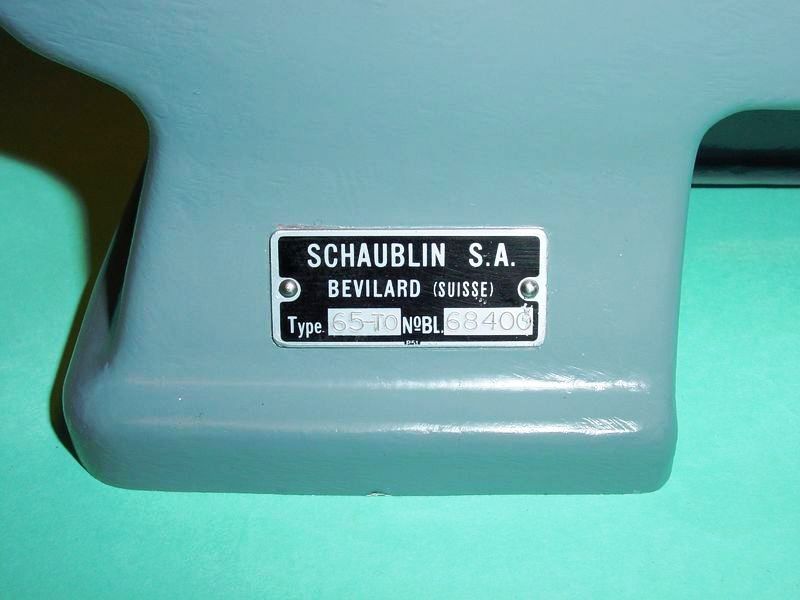 SCHAUBLIN S.A.
BEVILARD (SUISSE)
Type. 65-TO NºBL. 68400